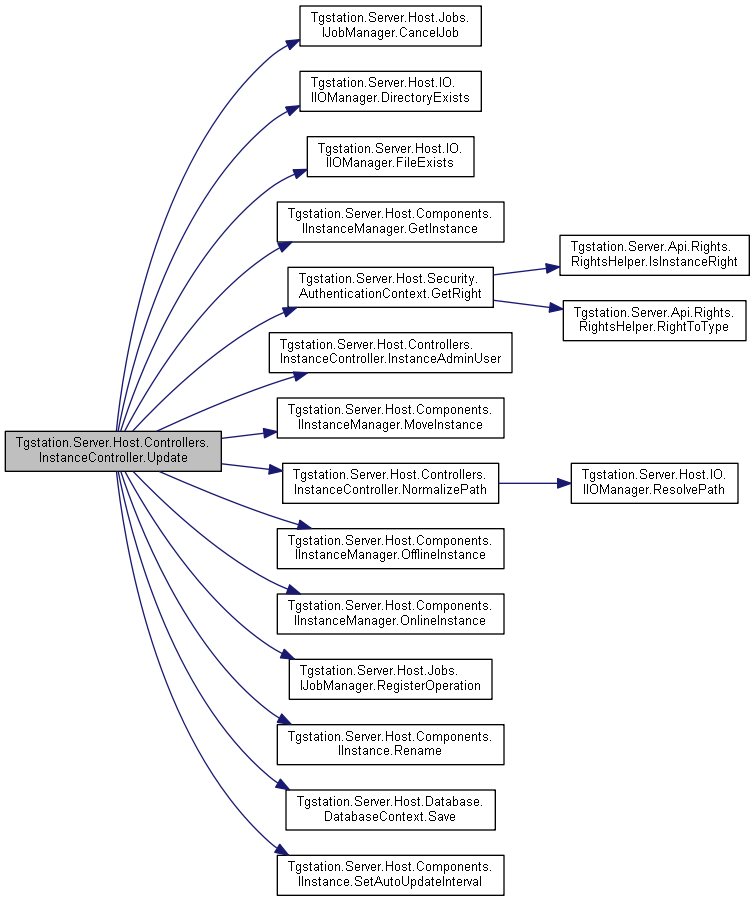 Tgstation.Server.Host.Jobs.
IJobManager.CancelJob
Tgstation.Server.Host.IO.
IIOManager.DirectoryExists
Tgstation.Server.Host.IO.
IIOManager.FileExists
Tgstation.Server.Host.Components.
IInstanceManager.GetInstance
Tgstation.Server.Host.Security.
AuthenticationContext.GetRight
Tgstation.Server.Api.Rights.
RightsHelper.IsInstanceRight
Tgstation.Server.Api.Rights.
RightsHelper.RightToType
Tgstation.Server.Host.Controllers.
InstanceController.InstanceAdminUser
Tgstation.Server.Host.Components.
IInstanceManager.MoveInstance
Tgstation.Server.Host.Controllers.
InstanceController.Update
Tgstation.Server.Host.Controllers.
InstanceController.NormalizePath
Tgstation.Server.Host.IO.
IIOManager.ResolvePath
Tgstation.Server.Host.Components.
IInstanceManager.OfflineInstance
Tgstation.Server.Host.Components.
IInstanceManager.OnlineInstance
Tgstation.Server.Host.Jobs.
IJobManager.RegisterOperation
Tgstation.Server.Host.Components.
IInstance.Rename
Tgstation.Server.Host.Database.
DatabaseContext.Save
Tgstation.Server.Host.Components.
IInstance.SetAutoUpdateInterval